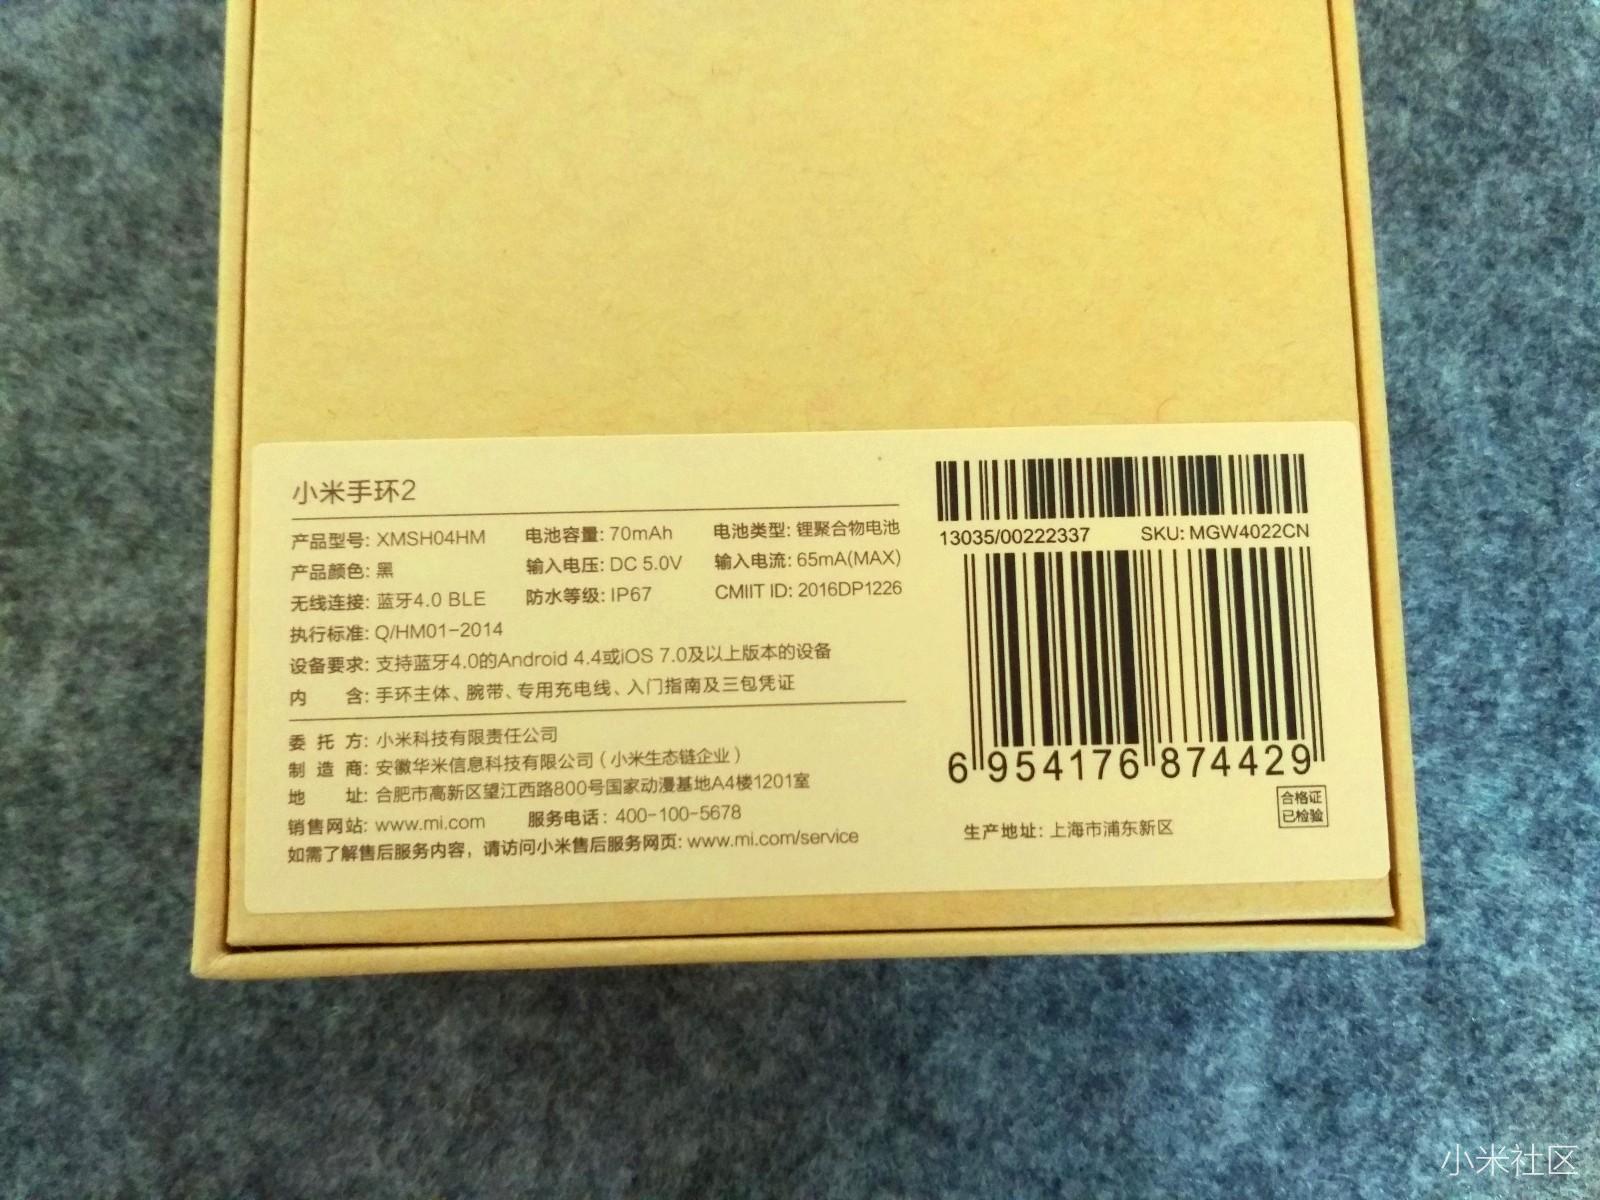 小米手环2
产品型号: XMSH04HM 电池容量: 70mAh 电池类型: 锂聚合物电池
产品颜色: 黑 输入电压: DC 5.0V 输入电流: 65mA(MAX)
无线连接: 蓝牙4.0 BLE 防水等级: IP67 CMIIT ID: 2016DP1226
执行标准: Q/HM01-2014
设备要求: 支持蓝牙4.0的Android 4.4或iOS 7.0及以上版本的设备
内 含: 手环主体、腕带、专用充电线、入门指南及三包凭证
委 托 方: 小米科技有限责任公司
制 造 商: 安徽华米信息科技有限公司（小米生态链企业）
地 址: 合肥市高新区望江西路800号国家动漫基地A4楼1201室
销售网站: www.mi.com 服务电话: 400-100-5678
如需了解售后服务内容，请访问小米售后服务网页: www.mi.com/service
13035/00222337 SKU: MGW4022CN
6 954176 874429
合格证
已检验
生产地址: 上海市浦东新区
小米社区